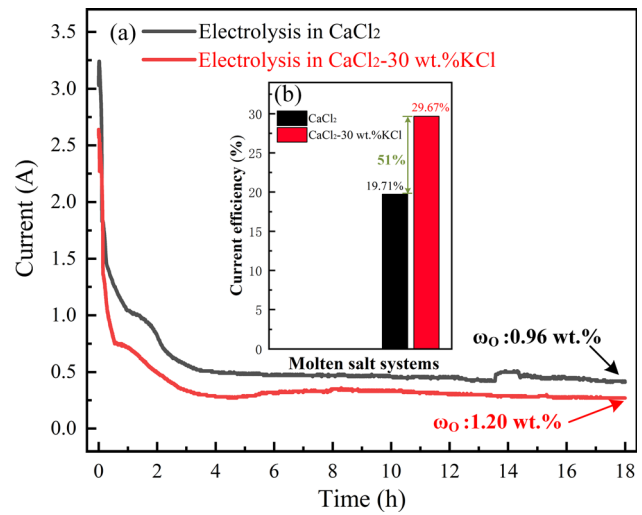 (a)
Electrolysis in CaCl₂
Electrolysis in CaCl₂-30 wt.%KCl
Current (A)
3.5
3.0
2.5
2.0
1.5
1.0
0.5
0.0
0 2 4 6 8 10 12 14 16 18
Time (h)
(b)
CaCl₂
CaCl₂-30 wt.%KCl
29.67%
51%
19.71%
Current efficiency (%)
30
25
20
15
10
5
0
Molten salt systems
ω_O :0.96 wt.%
ω_O :1.20 wt.%